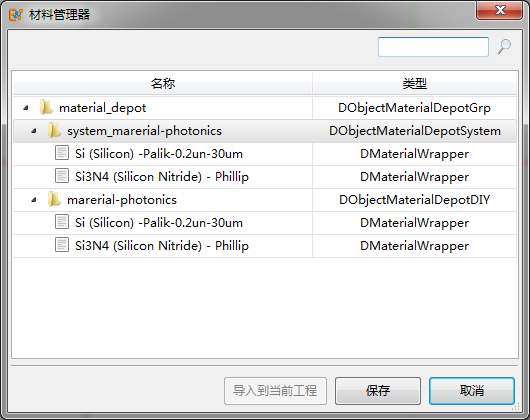 材料管理器
名称 类型
material_depot DObjectMaterialDepotGrp
system_marerial-photonics DObjectMaterialDepotSystem
Si (Silicon) -Palik-0.2un-30um DMaterialWrapper
Si3N4 (Silicon Nitride) - Phillip DMaterialWrapper
marerial-photonics DObjectMaterialDepotDIY
Si (Silicon) -Palik-0.2un-30um DMaterialWrapper
Si3N4 (Silicon Nitride) - Phillip DMaterialWrapper
导入到当前工程 保存 取消